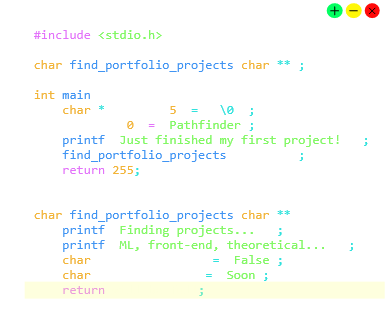 #include <stdio.h>
char find_portfolio_projects char ** ;
int main
char * 5 = \0 ;
0 = Pathfinder ;
printf Just finished my first project! ;
find_portfolio_projects ;
return 255;
char find_portfolio_projects char **
printf Finding projects... ;
printf ML, front-end, theoretical... ;
char = False ;
char = Soon ;
return ;